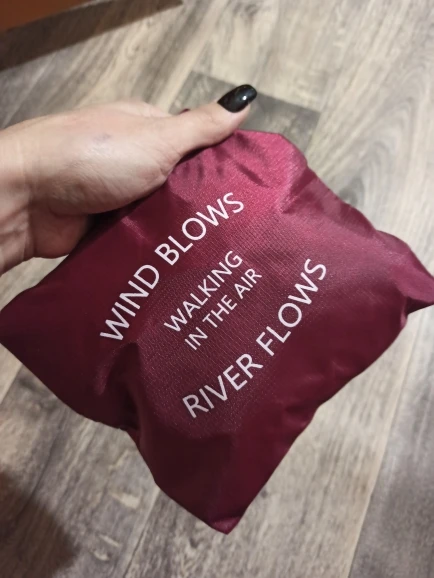 WIND BLOWS
WALKING
IN THE AIR
RIVER FLOWS